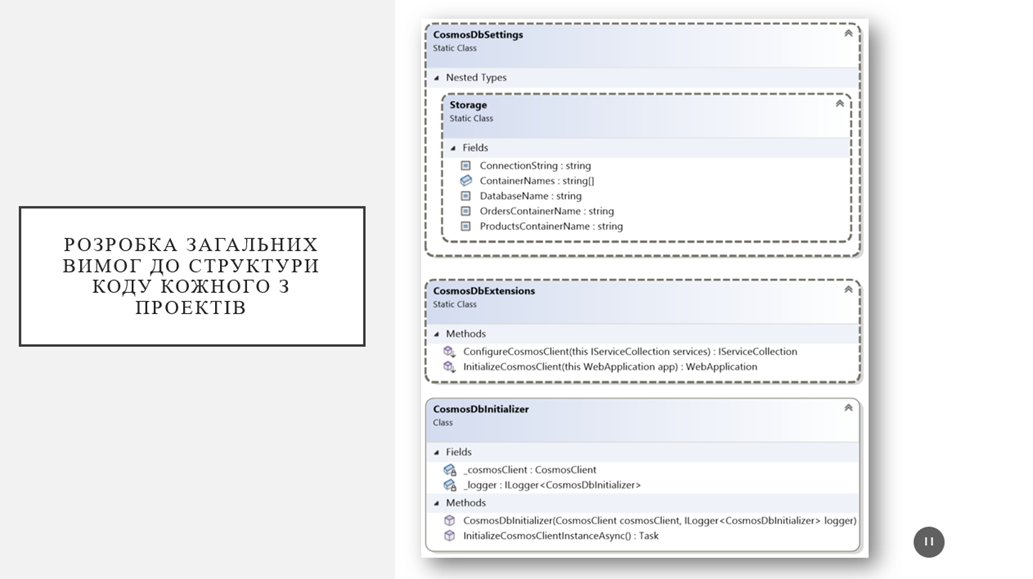 РОЗРОБКА ЗАГАЛЬНИХ
ВИМОГ ДО СТРУКТУРИ
КОДУ КОЖНОГО З
ПРОЕКТІВ
CosmosDbSettings
Static Class
Nested Types
Storage
Static Class
Fields
ConnectionString : string
ContainerNames : string[]
DatabaseName : string
OrdersContainerName : string
ProductsContainerName : string
CosmosDbExtensions
Static Class
Methods
ConfigureCosmosClient(this IServiceCollection services) : IServiceCollection
InitializeCosmosClient(this WebApplication app) : WebApplication
CosmosDbInitializer
Class
Fields
_cosmosClient : CosmosClient
_logger : ILogger<CosmosDbInitializer>
Methods
CosmosDbInitializer(CosmosClient cosmosClient, ILogger<CosmosDbInitializer> logger)
InitializeCosmosClientInstanceAsync() : Task
11